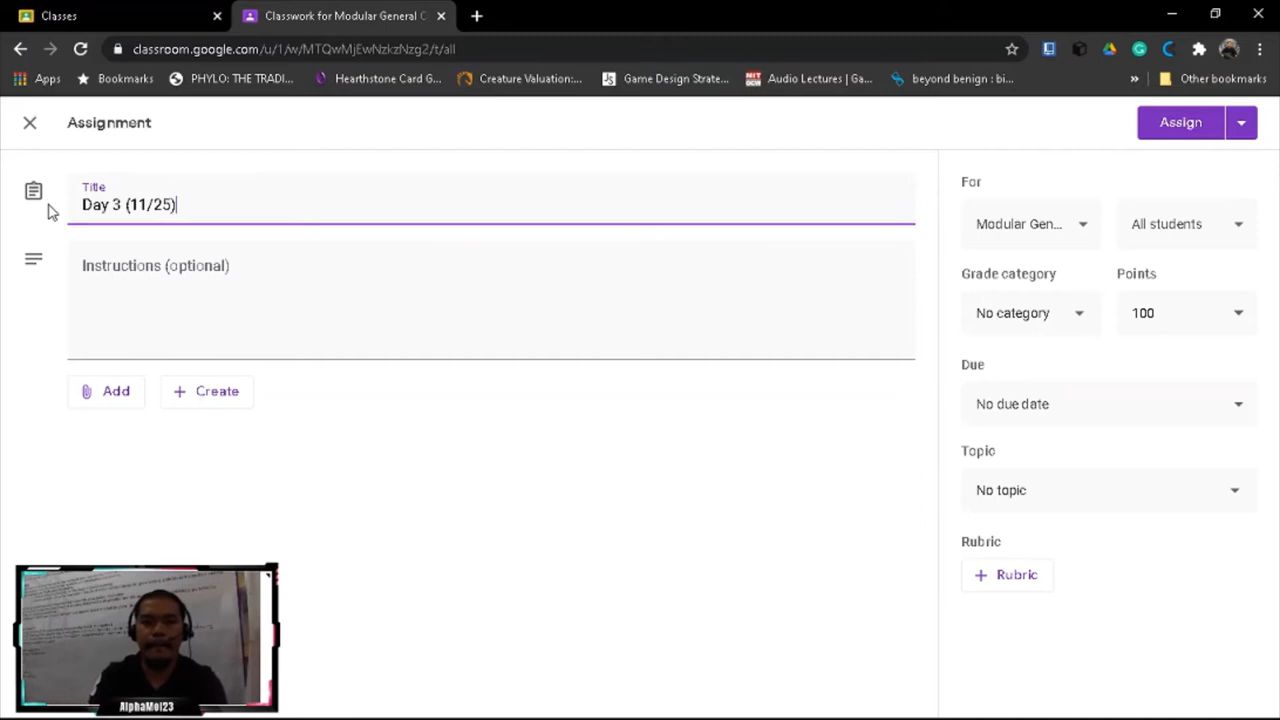 Classes
Classwork for Modular General C
classroom.google.com/u/1/w/MTQwMjEwNzkzNzg2/t/all
Apps
Bookmarks
PHYLO: THE TRADI...
Hearthstone Card G...
Creature Valuation:...
Game Design Strate...
Audio Lectures | Ga...
beyond benign : bi...
»
Other bookmarks
Assignment
Assign
Title
Day 3 (11/25)
Instructions (optional)
Add
Create
For
Modular Gen...
All students
Grade category
Points
No category
100
Due
No due date
Topic
No topic
Rubric
+ Rubric
AlphaMol23